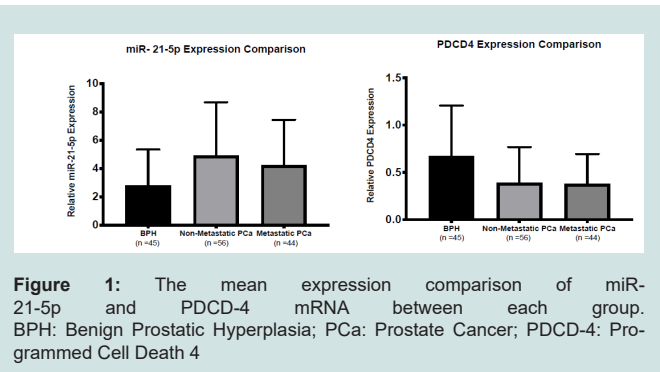 miR- 21-5p Expression Comparison
Relative miR-21-5p Expression
10
8
6
4
2
0
BPH
(n =45)
Non-Metastatic PCa
(n =56)
Metastatic PCa
(n =44)
PDCD4 Expression Comparison
Relative PDCD4 Expression
1.5
1.0
0.5
0.0
BPH
(n =45)
Non-Metastatic PCa
(n =56)
Metastatic PCa
(n =44)
Figure 1: The mean expression comparison of miR-
21-5p and PDCD-4 mRNA between each group.
BPH: Benign Prostatic Hyperplasia; PCa: Prostate Cancer; PDCD-4: Pro-
grammed Cell Death 4